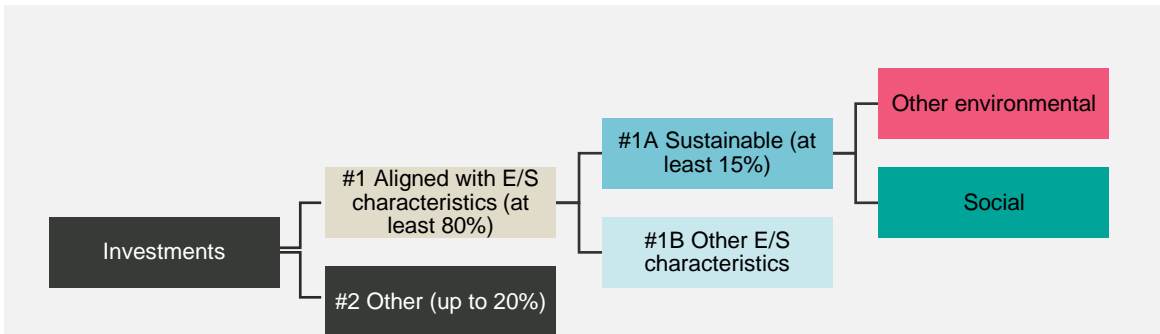 Other environmental
#1A Sustainable (at
least 15%)
#1 Aligned with E/S
characteristics (at
least 80%)
Social
Investments
#1B Other E/S
characteristics
#2 Other (up to 20%)